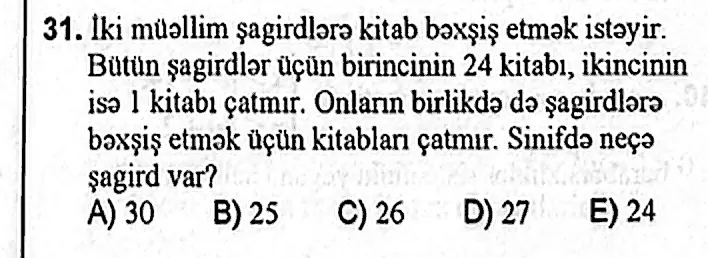 31. İki müəllim şagirdlərə kitab bəxşiş etmək istəyir.
Bütün şagirdlər üçün birincinin 24 kitabı, ikincinin
isə 1 kitabı çatmır. Onların birlikdə də şagirdlərə
bəxşiş etmək üçün kitabları çatmır. Sinifdə neçə
şagird var?
A) 30 B) 25 C) 26 D) 27 E) 24